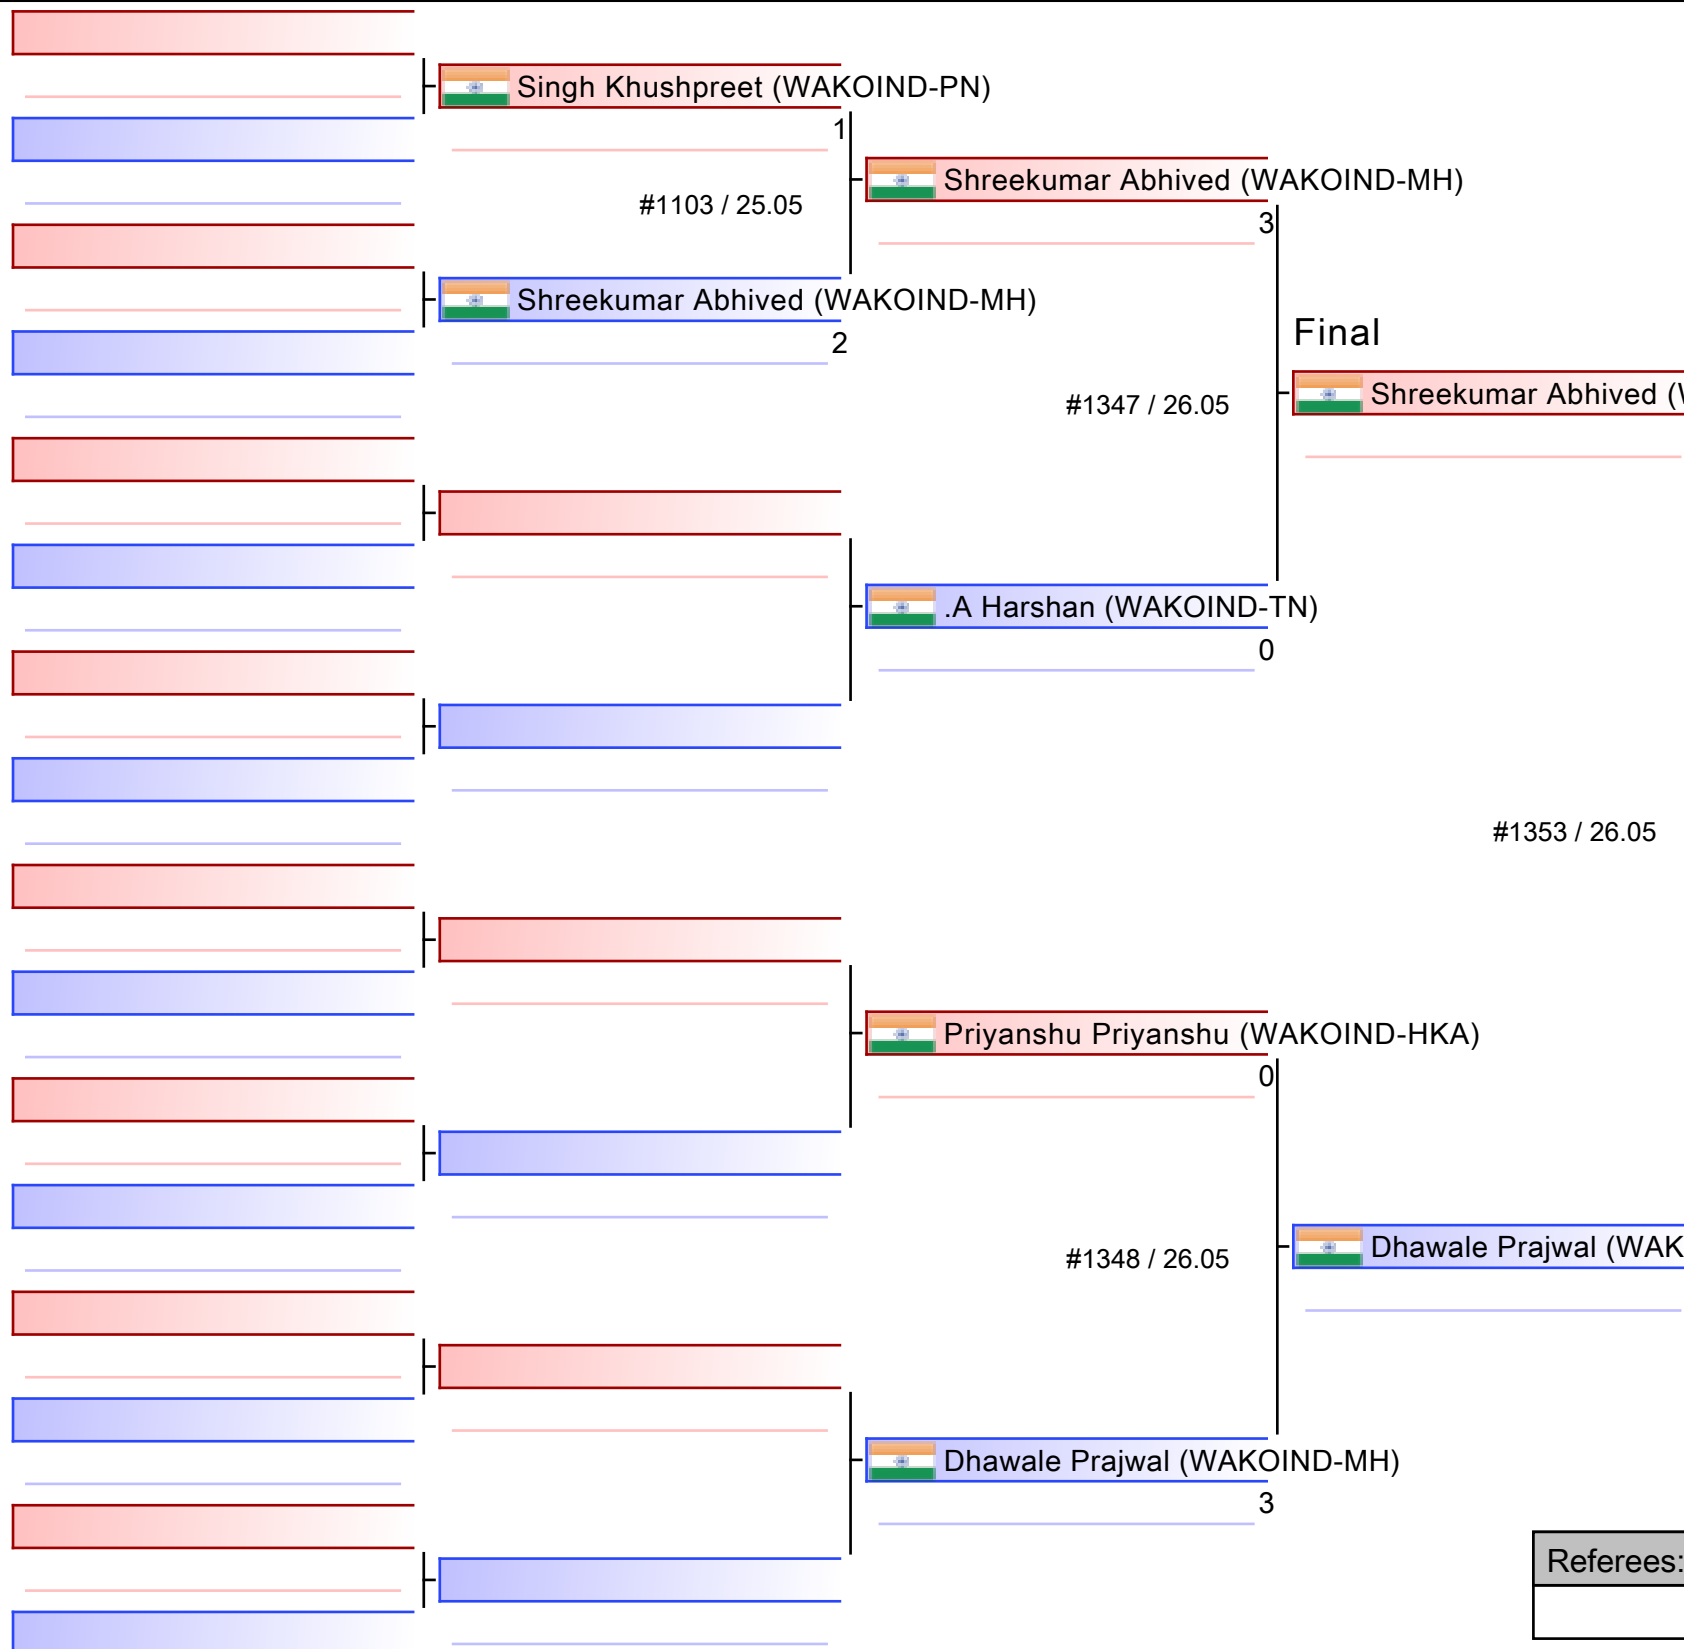 Singh Khushpreet (WAKOIND-PN)
1
#1103 / 25.05
Shreekumar Abhived (WAKOIND-MH)
2
Shreekumar Abhived (WAKOIND-MH)
3
#1347 / 26.05
.A Harshan (WAKOIND-TN)
0
Final
Shreekumar Abhived (W
#1353 / 26.05
Priyanshu Priyanshu (WAKOIND-HKA)
0
#1348 / 26.05
Dhawale Prajwal (WAK
Dhawale Prajwal (WAKOIND-MH)
3
Referees: